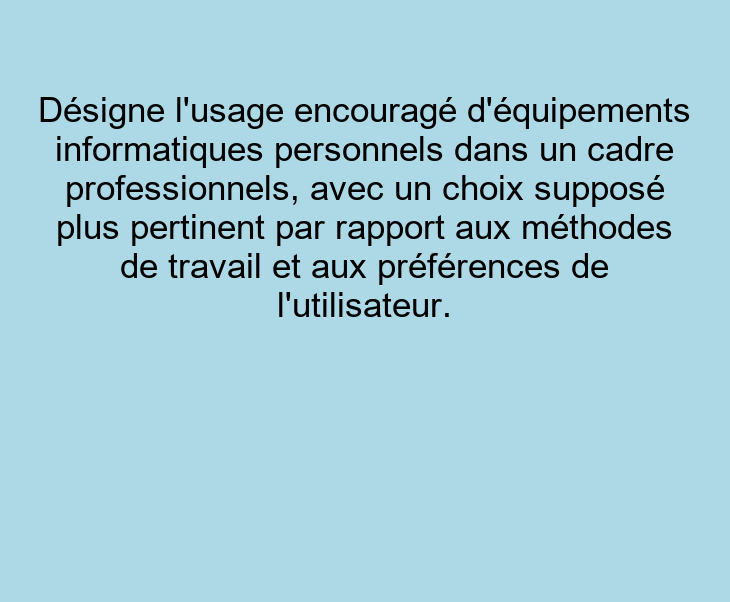 Désigne l'usage encouragé d'équipements
informatiques personnels dans un cadre
professionnels, avec un choix supposé
plus pertinent par rapport aux méthodes
de travail et aux préférences de
l'utilisateur.